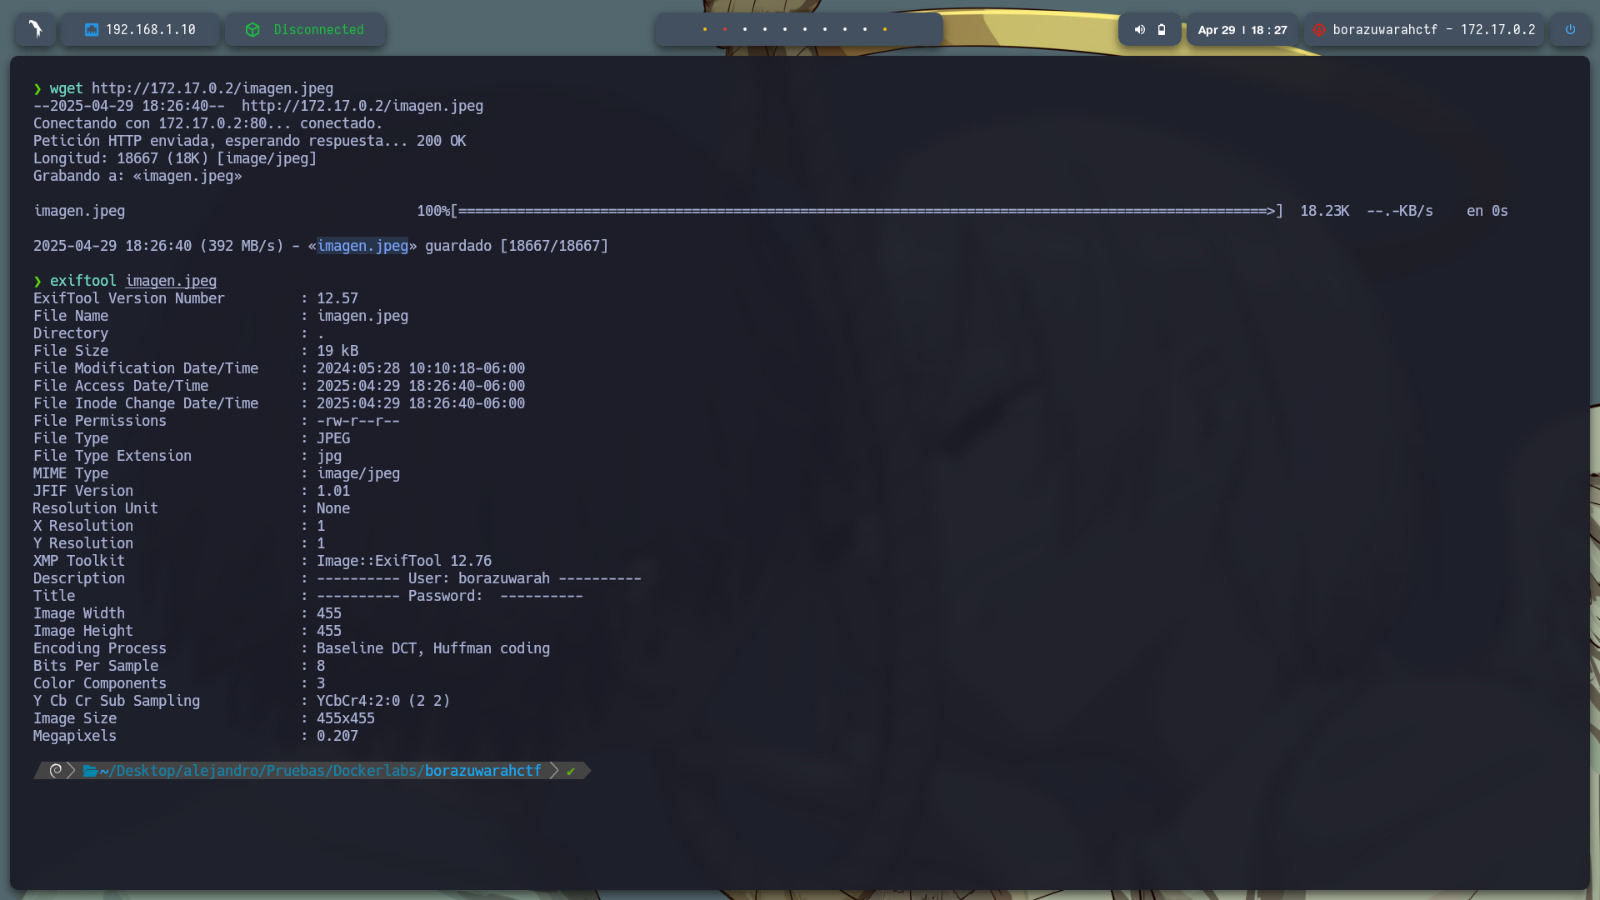 192.168.1.10
Disconnected
Apr 29 | 18 : 27
borazuwarahctf - 172.17.0.2
❯ wget http://172.17.0.2/imagen.jpeg
--2025-04-29 18:26:40--  http://172.17.0.2/imagen.jpeg
Conectando con 172.17.0.2:80... conectado.
Petición HTTP enviada, esperando respuesta... 200 OK
Longitud: 18667 (18K) [image/jpeg]
Grabando a: «imagen.jpeg»
imagen.jpeg 100%[=================================================================================================>] 18.23K --.-KB/s en 0s
2025-04-29 18:26:40 (392 MB/s) - «imagen.jpeg» guardado [18667/18667]
❯ exiftool imagen.jpeg
ExifTool Version Number : 12.57
File Name : imagen.jpeg
Directory : .
File Size : 19 kB
File Modification Date/Time : 2024:05:28 10:10:18-06:00
File Access Date/Time : 2025:04:29 18:26:40-06:00
File Inode Change Date/Time : 2025:04:29 18:26:40-06:00
File Permissions : -rw-r--r--
File Type : JPEG
File Type Extension : jpg
MIME Type : image/jpeg
JFIF Version : 1.01
Resolution Unit : None
X Resolution : 1
Y Resolution : 1
XMP Toolkit : Image::ExifTool 12.76
Description : ---------- User: borazuwarah ----------
Title : ---------- Password:  ----------
Image Width : 455
Image Height : 455
Encoding Process : Baseline DCT, Huffman coding
Bits Per Sample : 8
Color Components : 3
Y Cb Cr Sub Sampling : YCbCr4:2:0 (2 2)
Image Size : 455x455
Megapixels : 0.207
~/Desktop/alejandro/Pruebas/Dockerlabs/borazuwarahctf ✔